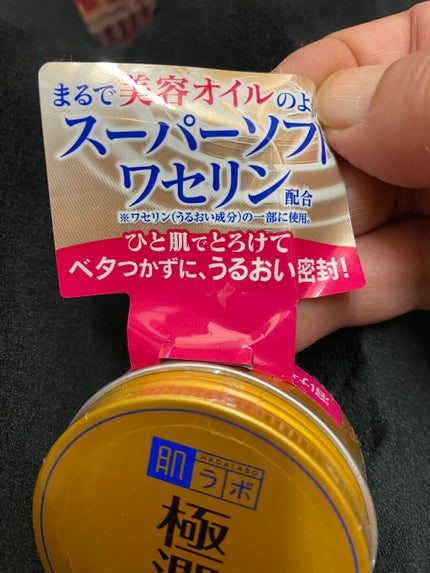 まるで美容オイルのよ
スーパーソフト
ワセリン配合
※ワセリン(うるおい成分)の一部に使用。
ひと肌でとろけて
ベタつかずに、うるおい密封!
肌ラボ
HADALABO
極潤